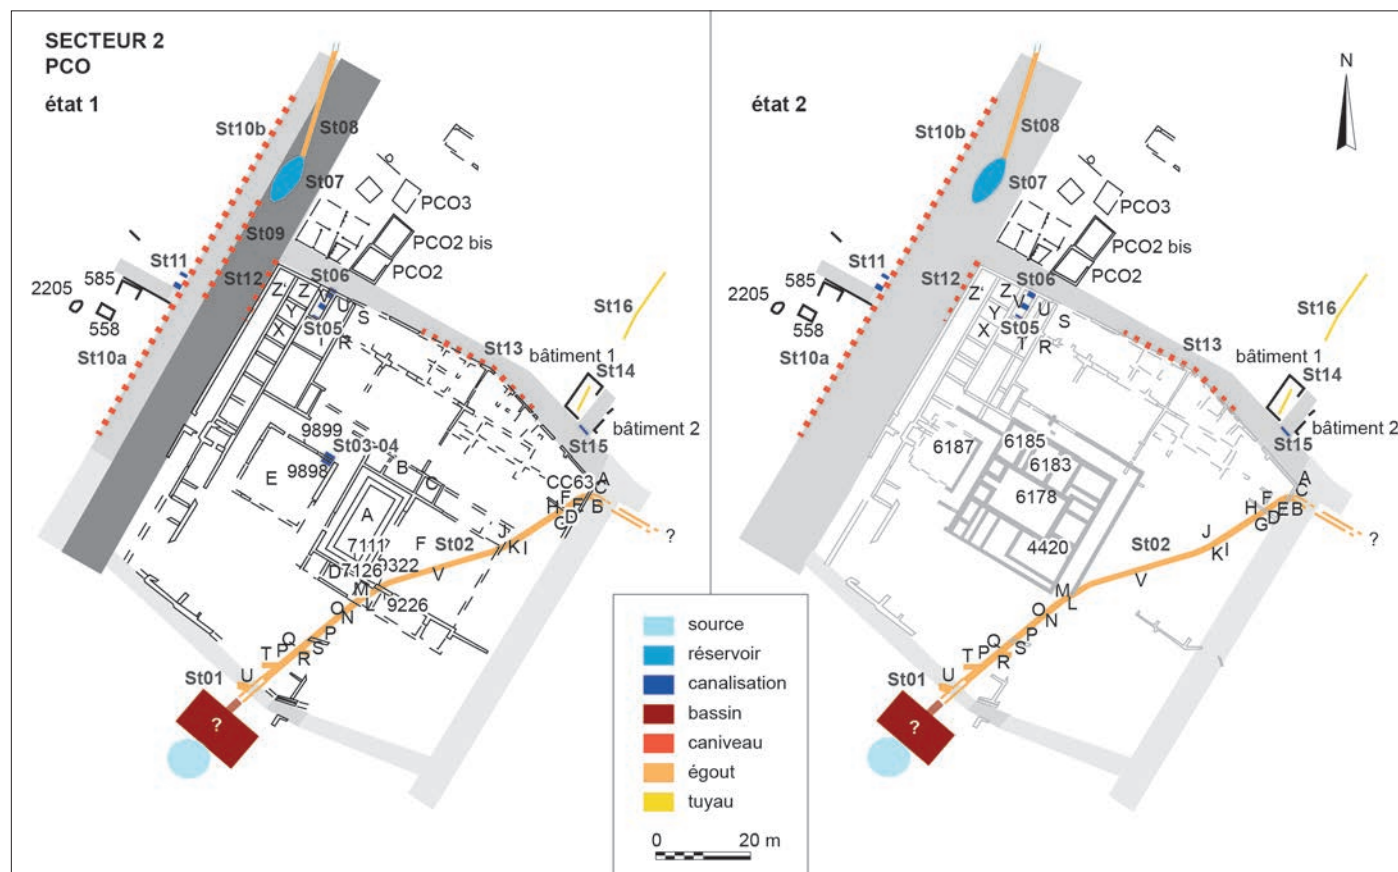 SECTEUR 2
PCO
état 1
St10b
St08
St07
PCO3
St09
PCO2 bis
St11
St12
St06
PCO2
585
2205
558
Z'
Z
V
U
S
Y
X
St05
T
R
St16
St10a
St13
bâtiment 1
St14
9899
St03-04
bâtiment 2
E
9898
St15
B
C
CC63
A
C
F
E
B
H
D
G
A
7111
F
St02
J
K
I
?
D
7126
9322
V
M
L
9226
O
N
Q
P
S
T
P
R
U
St01
?
état 2
N
St10b
St08
St07
PCO3
PCO2 bis
St11
St12
St06
PCO2
585
2205
558
Z'
Z
V
U
S
Y
X
St05
T
R
St16
St10a
St13
bâtiment 1
St14
bâtiment 2
St15
6187
6185
6183
6178
A
C
F
H
E
B
D
G
4420
St02
J
K
I
?
V
M
L
O
N
Q
P
S
T
P
R
U
St01
?
source
réservoir
canalisation
bassin
caniveau
égout
tuyau
0 20 m